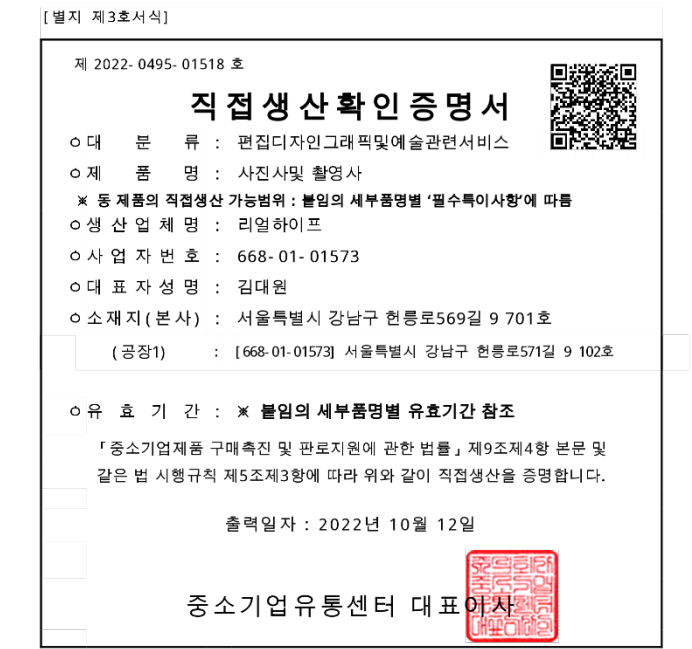 [별지 제3호서식]
제 2022-0495-01518 호
직접생산확인증명서
ㅇ대 분 류 : 편집디자인그래픽및예술관련서비스
ㅇ제 품 명 : 사진사및 촬영사
※ 동 제품의 직접생산 가능범위 : 붙임의 세부품명별 ‘필수특이사항’에 따름
ㅇ생 산 업 체 명 : 리얼하이프
ㅇ사 업 자 번 호 : 668-01-01573
ㅇ대 표 자 성 명 : 김대원
ㅇ소 재 지 ( 본 사 ) : 서울특별시 강남구 헌릉로569길 9 701호
(공장1) : [668-01-01573] 서울특별시 강남구 헌릉로571길 9 102호
ㅇ유 효 기 간 : ※ 붙임의 세부품명별 유효기간 참조
「중소기업제품 구매촉진 및 판로지원에 관한 법률」제9조제4항 본문 및
같은 법 시행규칙 제5조제3항에 따라 위와 같이 직접생산을 증명합니다.
출력일자 : 2022년 10월 12일
중소기업유통센터 대표이사